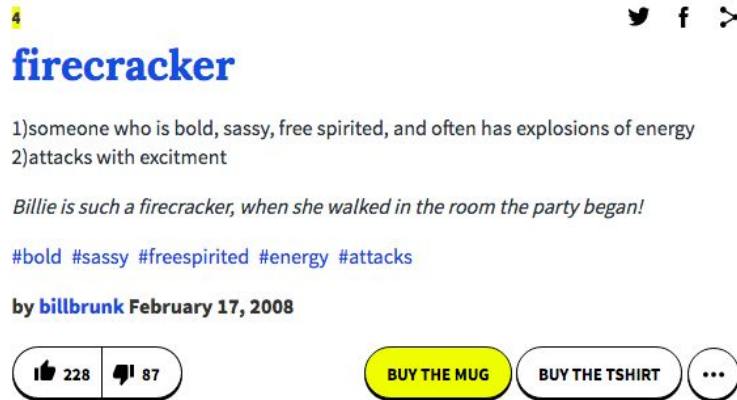 4
firecracker
1)someone who is bold, sassy, free spirited, and often has explosions of energy
2)attacks with excitment
Billie is such a firecracker, when she walked in the room the party began!
#bold #sassy #freespirited #energy #attacks
by billbrunk February 17, 2008
228 87 BUY THE MUG BUY THE TSHIRT